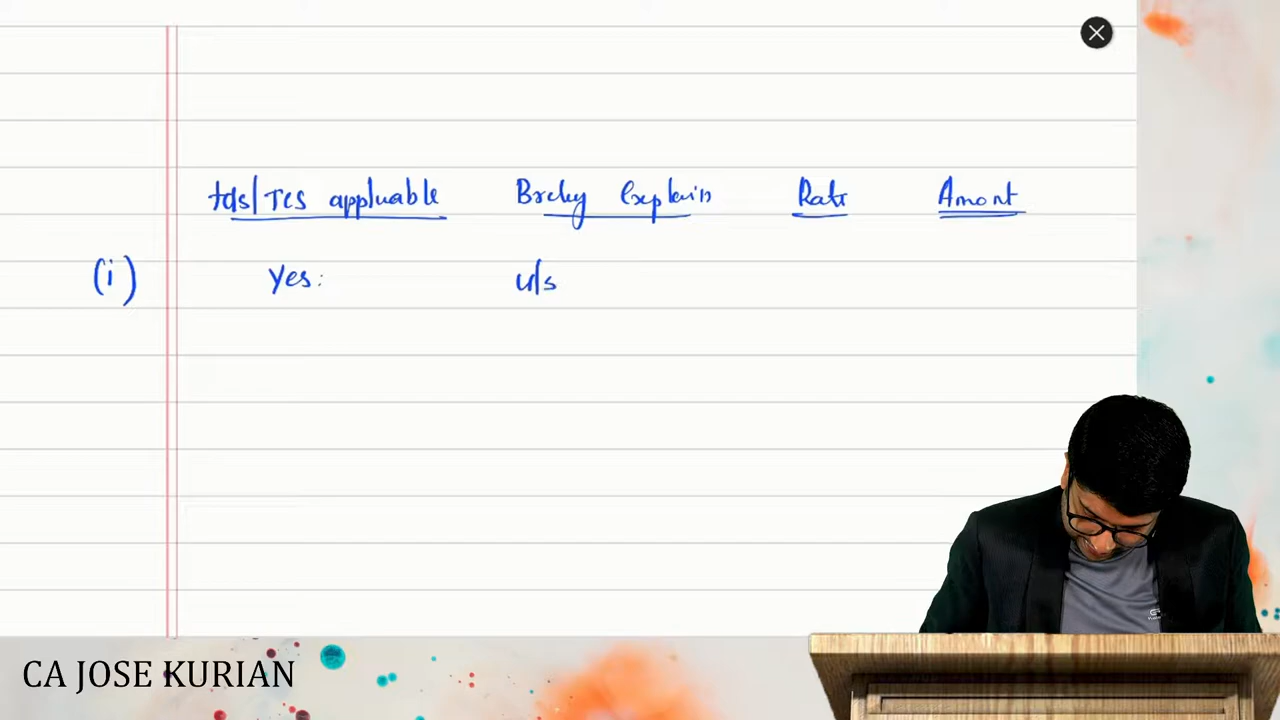 tds/TCS applicable Briefly Explain Rate Amount
(i) Yes: u/s
CA JOSE KURIAN